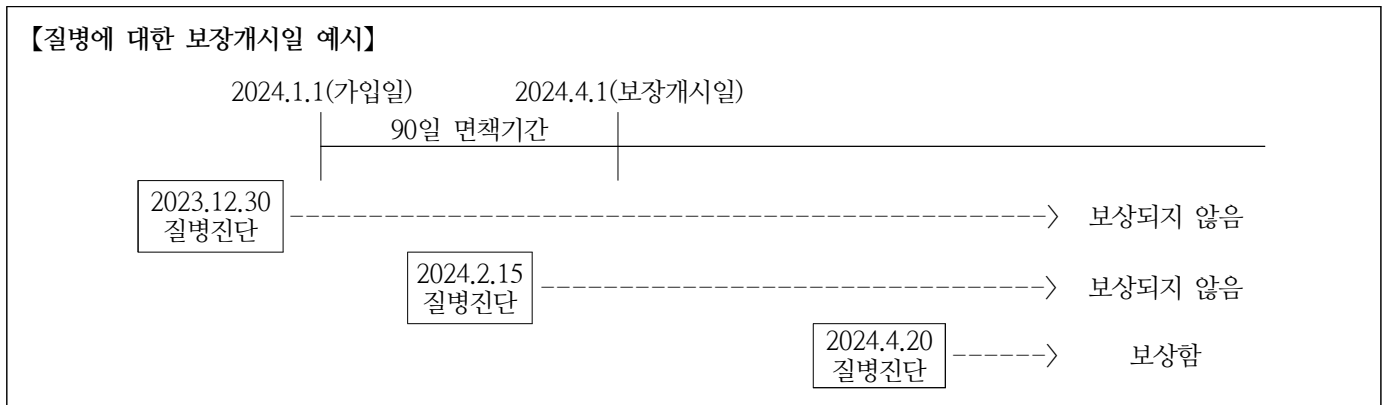 【질병에 대한 보장개시일 예시】
2024.1.1(가입일) 2024.4.1(보장개시일)
90일 면책기간
2023.12.30
질병진단
보상되지 않음
2024.2.15
질병진단
보상되지 않음
2024.4.20
질병진단
보상함